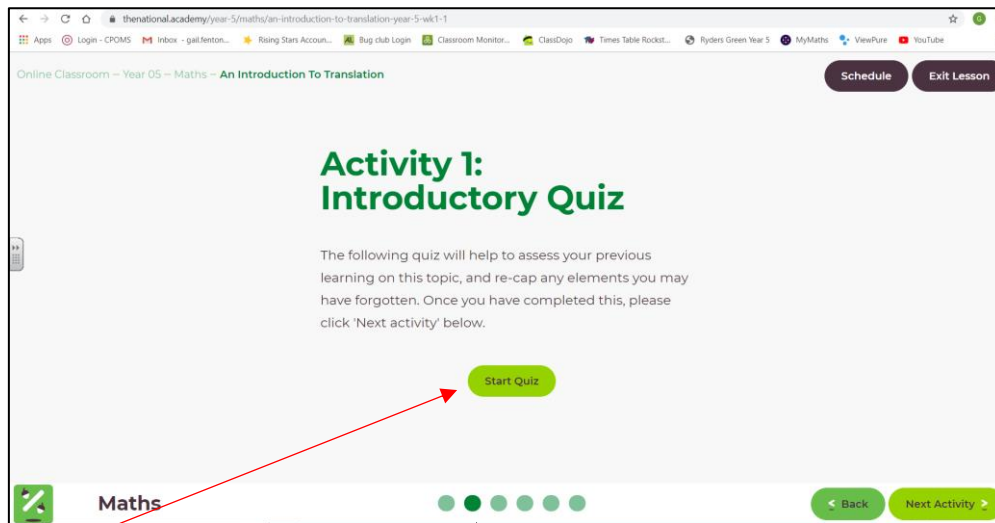 thenational.academy/year-5/maths/an-introduction-to-translation-year-5-wk1-1
G
Apps Login - CPOMS Inbox - gail.fenton... Rising Stars Accoun... Bug club Login Classroom Monitor... ClassDojo Times Table Rockst... Ryders Green Year 5 MyMaths ViewPure YouTube
Online Classroom – Year 05 – Maths – An Introduction To Translation
Schedule Exit Lesson
Activity 1:
Introductory Quiz
The following quiz will help to assess your previous
learning on this topic, and re-cap any elements you may
have forgotten. Once you have completed this, please
click 'Next activity' below.
Start Quiz
Maths
< Back Next Activity >